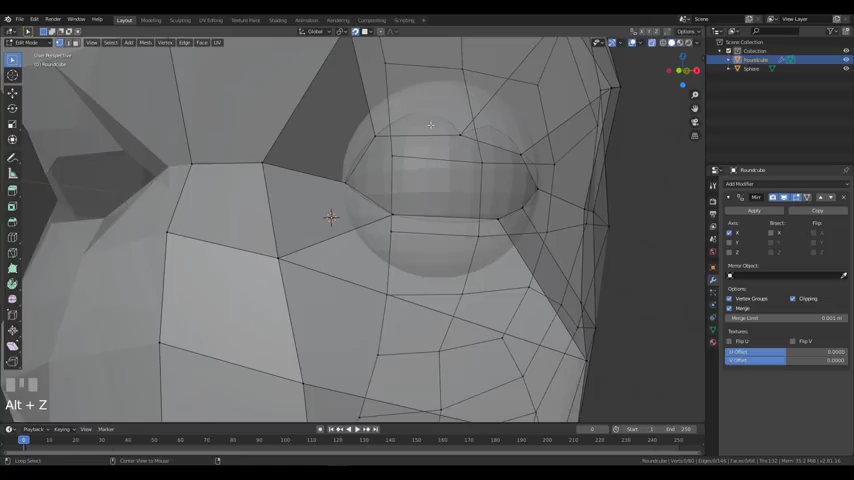 File Edit Render Window Help Layout Modeling Sculpting UV Editing Texture Paint Shading Animation Rendering Compositing Scripting Scene View Layer
Global Options
Edit Mode View Select Add Mesh Vertex Edge Face UV X Y Z Options
User Perspective
(0) Roundcube
Scene Collection
Collection
Roundcube
Sphere
Roundcube
Add Modifier
Mirr
Apply Copy
Axis: Bisect: Flip:
X X X
Y Y Y
Z Z Z
Mirror Object:
Options:
Vertex Groups Clipping
Merge
Merge Limit 0.001 m
Textures:
Flip U Flip V
U Offset 0.0000
V Offset 0.0000
Alt + Z
Playback Keying View Marker 0 Start 1 End 250
0 10 20 30 40 50 60 70 80 90 100 110 120 130 140 150 160 170 180 190 200 210 220 230 240 250
Loop Select Center View to Mouse